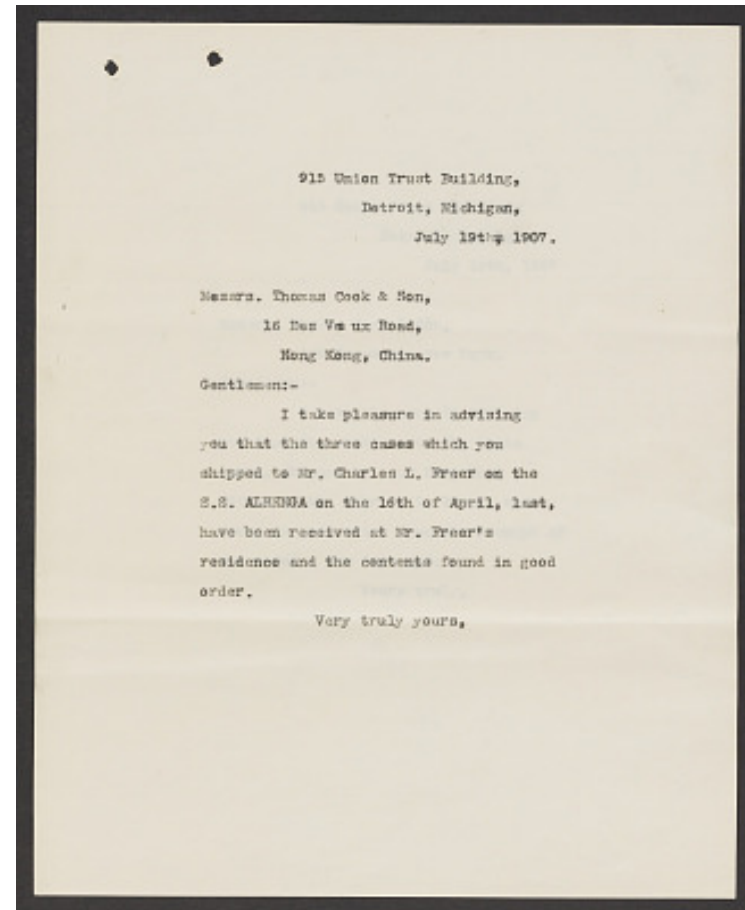 915 Union Trust Building,
Detroit, Michigan,
July 19th, 1907.
Messrs. Thomas Cook & Son,
16 Des Vœux Road,
Hong Kong, China.
Gentlemen:-
I take pleasure in advising
you that the three cases which you
shipped to Mr. Charles L. Freer on the
S.S. ALHENGA on the 16th of April, last,
have been received at Mr. Freer's
residence and the contents found in good
order.
Very truly yours,